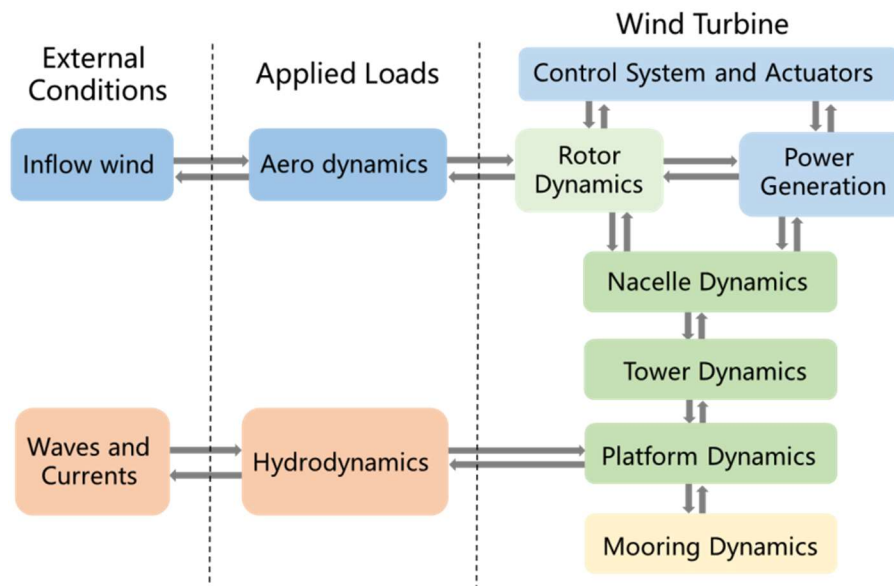 External
Conditions
Applied Loads
Wind Turbine
Control System and Actuators
Inflow wind
Aero dynamics
Rotor
Dynamics
Power
Generation
Nacelle Dynamics
Tower Dynamics
Waves and
Currents
Hydrodynamics
Platform Dynamics
Mooring Dynamics